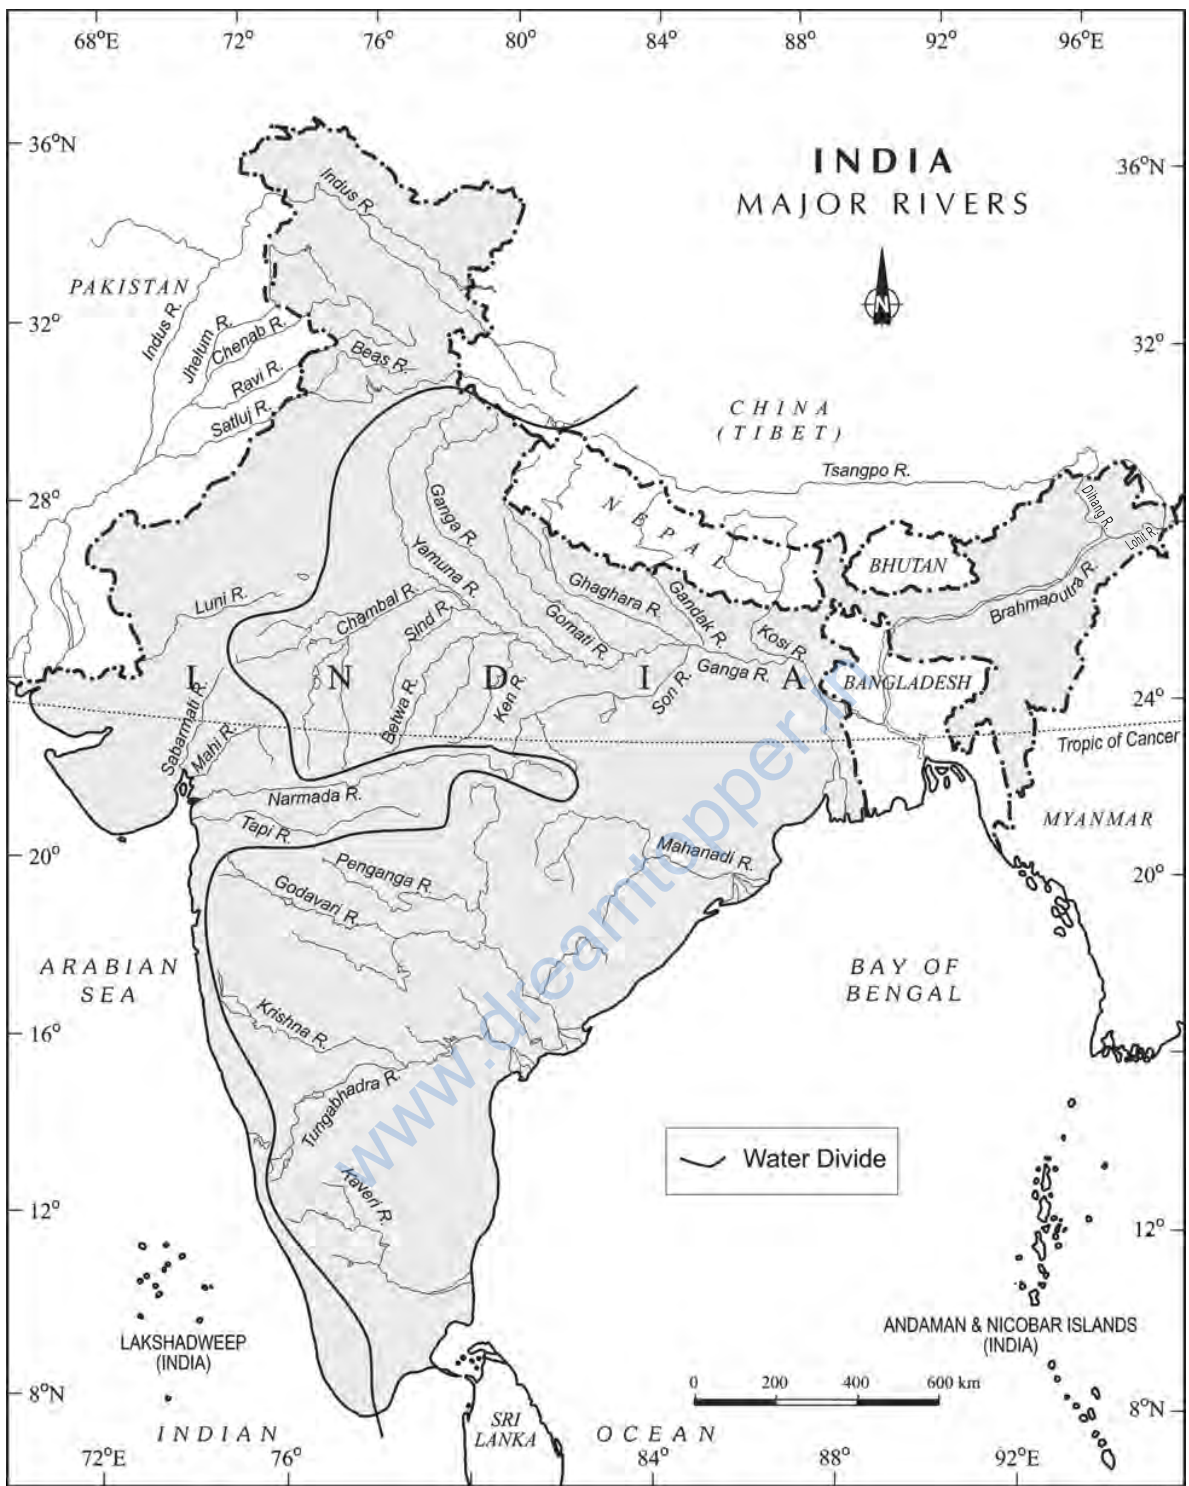 68°E 72° 76° 80° 84° 88° 92° 96°E
36°N
INDIA
MAJOR RIVERS
36°N
N
Indus R.
PAKISTAN
Indus R.
Jhelum R.
Chenab R.
Ravi R.
Satluj R.
Beas R.
32°
32°
CHINA
(TIBET)
Tsangpo R.
Dihang R.
Lohit R.
28°
28°
NEPAL
BHUTAN
Brahmaputra R.
Ganga R.
Yamuna R.
Ghaghara R.
Gandak R.
Gomati R.
Kosi R.
Luni R.
Chambal R.
Sind R.
INDIA
Betwa R.
Ken R.
Son R.
Ganga R.
BANGLADESH
24°
Tropic of Cancer
Sabarmati R.
Mahi R.
Narmada R.
Tapi R.
MYANMAR
20°
20°
Penganga R.
Godavari R.
Mahanadi R.
ARABIAN
SEA
BAY OF
BENGAL
Krishna R.
16°
16°
Tungabhadra R.
Water Divide
Kaveri R.
12°
12°
LAKSHADWEEP
(INDIA)
ANDAMAN & NICOBAR ISLANDS
(INDIA)
0 200 400 600 km
8°N
8°N
SRI
LANKA
INDIAN OCEAN
72°E 76° 84° 88° 92°E
www.dreamtopper.in